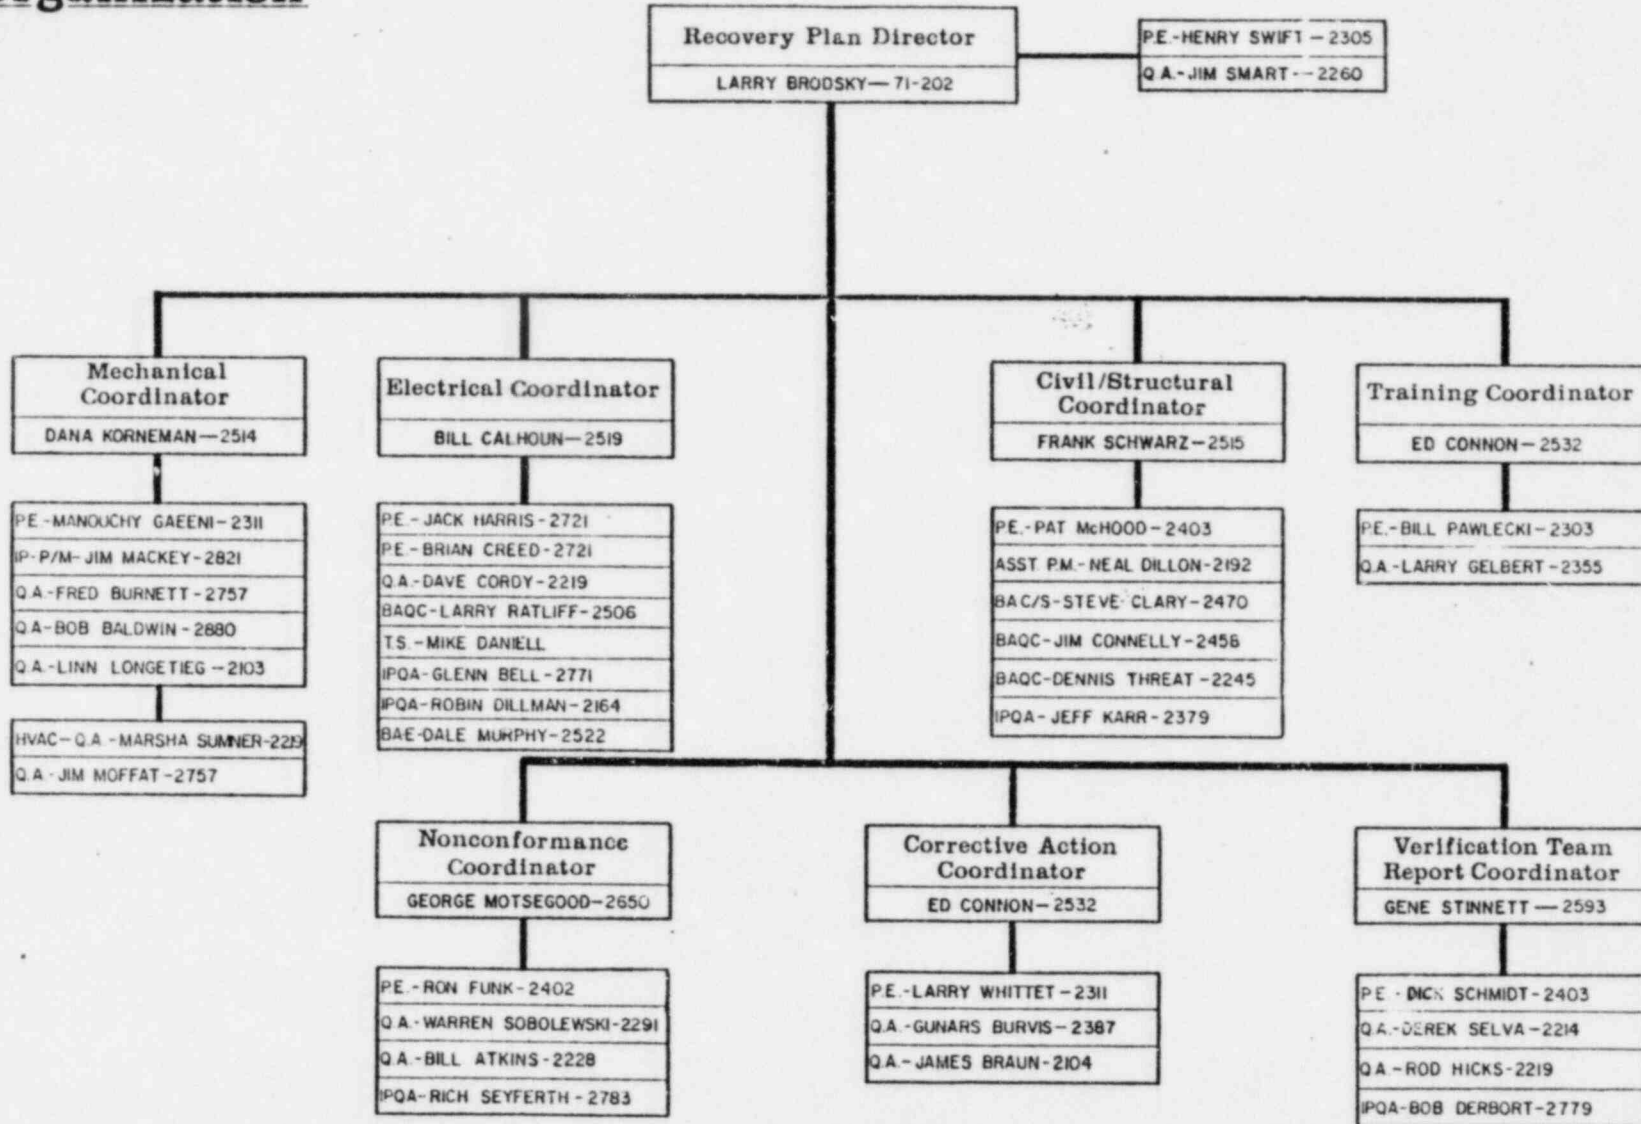 Organization
Recovery Plan Director
LARRY BRODSKY—71-202
P.E.-HENRY SWIFT-2305
Q.A.-JIM SMART--2260
Mechanical
Coordinator
DANA KORNEMAN—2514
P.E.-MANOUCHY GAEENI-2311
IP-P/M-JIM MACKEY-2821
Q.A.-FRED BURNETT-2757
Q.A-BOB BALDWIN-2880
Q.A.-LINN LONGETIEG-2103
HVAC-Q.A.-MARSHA SUMNER-2219
Q.A-JIM MOFFAT-2757
Electrical Coordinator
BILL CALHOUN-2519
P.E.-JACK HARRIS-2721
P.E.-BRIAN CREED-2721
Q.A.-DAVE CORDY-2219
BAQC-LARRY RATLIFF-2506
T.S.-MIKE DANIELL
IPQA-GLENN BELL-2771
IPQA-ROBIN DILLMAN-2164
BAE-DALE MURPHY-2522
Civil/Structural
Coordinator
FRANK SCHWARZ-2515
P.E.-PAT McHOOD-2403
ASST. P.M.-NEAL DILLON-2192
BAC/S-STEVE CLARY-2470
BAQC-JIM CONNELLY-2458
BAQC-DENNIS THREAT-2245
IPQA-JEFF KARR-2379
Training Coordinator
ED CONNON-2532
P.E.-BILL PAWLECKI-2303
Q.A-LARRY GELBERT-2355
Nonconformance
Coordinator
GEORGE MOTSEGOOD-2650
P.E.-RON FUNK-2402
Q.A.-WARREN SOBOLEWSKI-2291
Q.A.-BILL ATKINS-2228
IPQA-RICH SEYFERTH-2783
Corrective Action
Coordinator
ED CONNON-2532
P.E.-LARRY WHITTET-2311
Q.A.-GUNARS BURVIS-2387
Q.A.-JAMES BRAUN-2104
Verification Team
Report Coordinator
GENE STINNETT—2593
P.E.-DICK SCHMIDT-2403
Q.A.-DEREK SELVA-2214
Q.A.-ROD HICKS-2219
IPQA-BOB DERBORT-2779